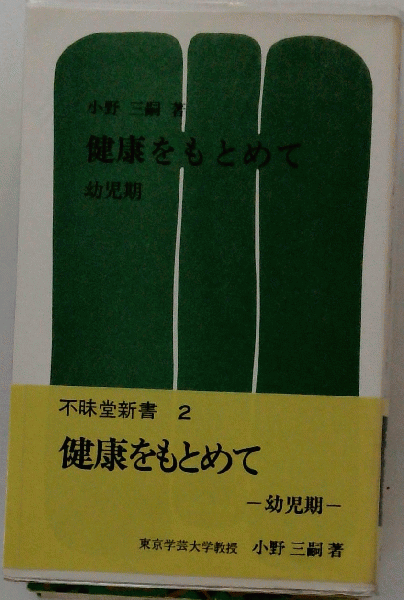 小野 三嗣 著
健康をもとめて
幼児期
不昧堂新書 2
健康をもとめて
—幼児期—
東京学芸大学教授 小野 三嗣 著